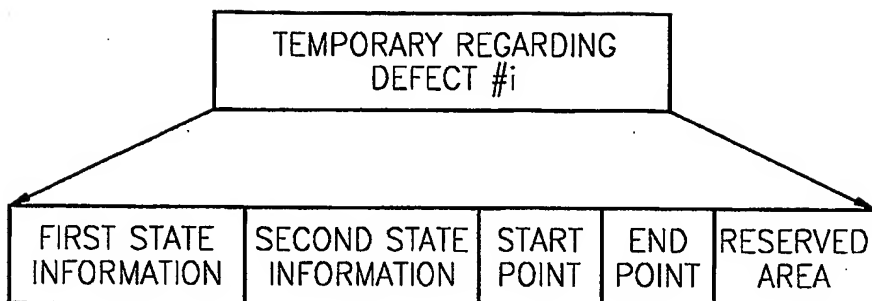 TEMPORARY REGARDING
DEFECT #i
FIRST STATE
INFORMATION
SECOND STATE
INFORMATION
START
POINT
END
POINT
RESERVED
AREA